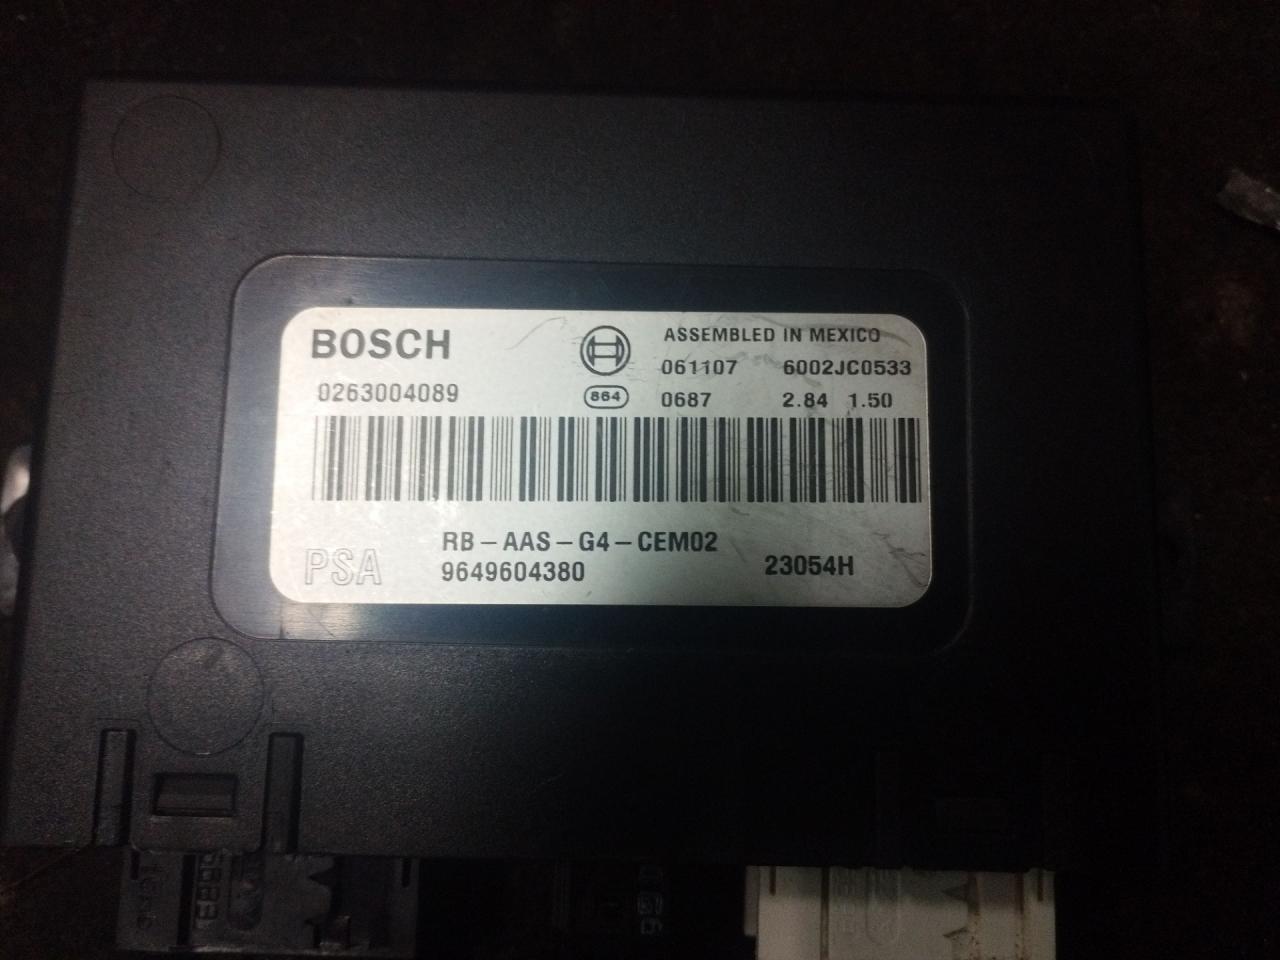 BOSCH
ASSEMBLED IN MEXICO
061107 6002JC0533
0263004089
864
0687 2.84 1.50
RB-AAS-G4-CEM02
PSA
9649604380
23054H